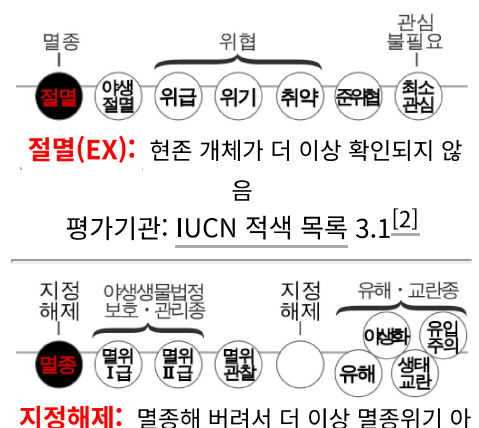 관심
멸종 위협 불필요
절멸 야생 절멸 위급 위기 취약 준위협 최소 관심
절멸(EX): 현존 개체가 더 이상 확인되지 않
음
평가기관: IUCN 적색 목록 3.1[2]
지정 야생생물법정 지정 유해・교란종
해제 보호・관리종 해제
야생화 유입 주의
멸종 멸위 I급 멸위 II급 멸위 관찰 유해 생태 교란
지정해제: 멸종해 버려서 더 이상 멸종위기 야